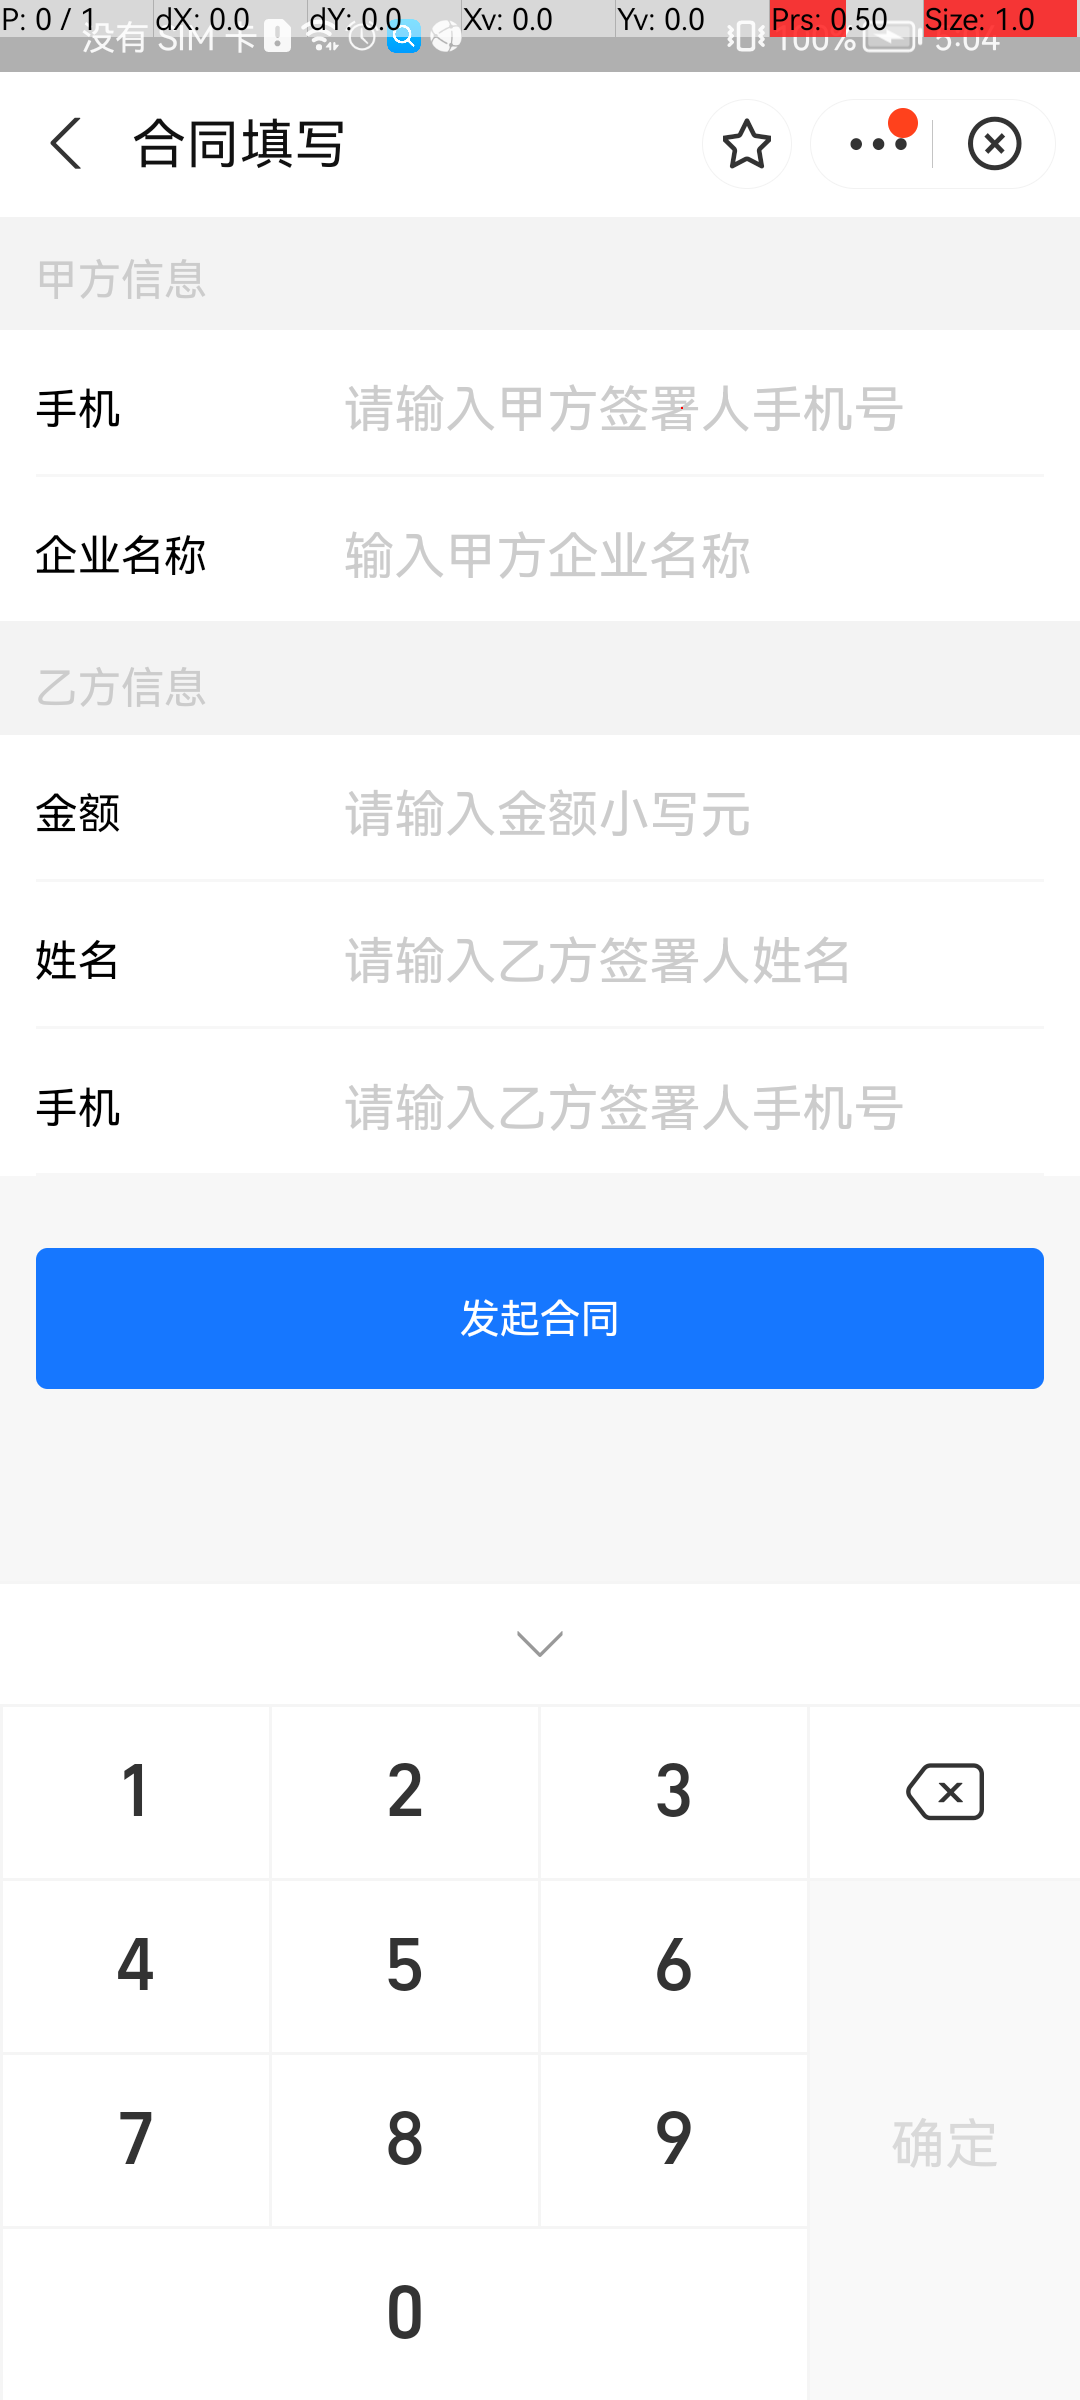 P: 0 / 1 dX: 0.0 dY: 0.0 Xv: 0.0 Yv: 0.0 Prs: 0.50 Size: 1.0
没有 SIM 卡 100% 5:04
合同填写
甲方信息
手机 请输入甲方签署人手机号
企业名称 输入甲方企业名称
乙方信息
金额 请输入金额小写元
姓名 请输入乙方签署人姓名
手机 请输入乙方签署人手机号
发起合同
1 2 3
4 5 6
7 8 9
确定
0